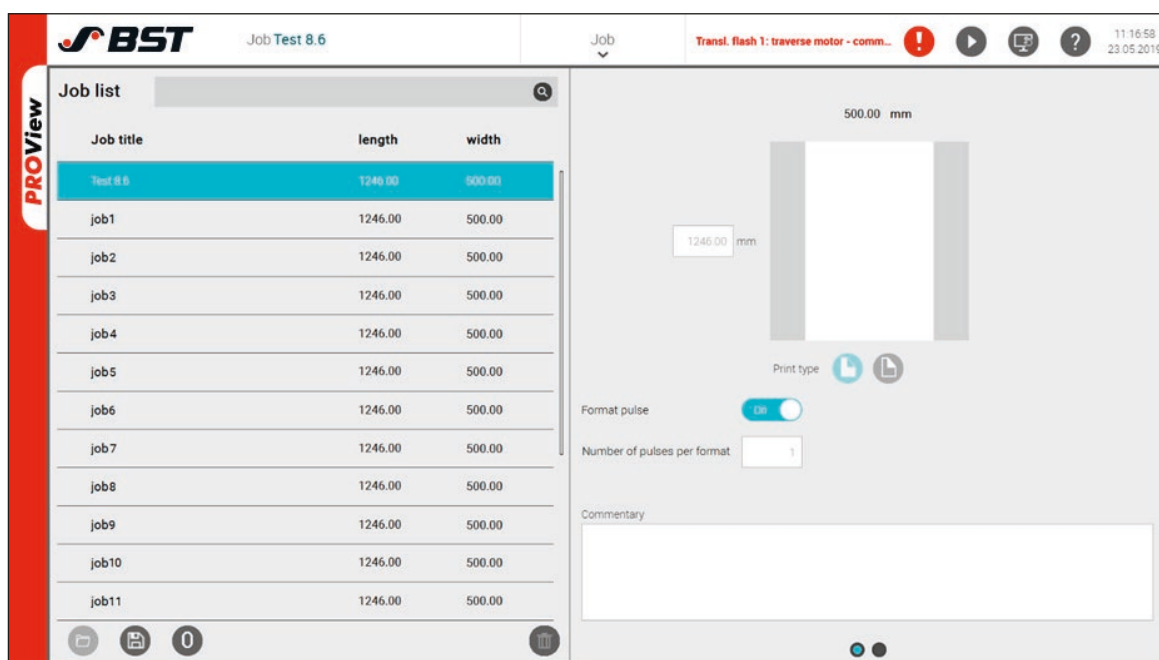 BST
Job Test 8.6
Job
Transl. flash 1: traverse motor - comm...
!
?
11:16:58
23.05.2019
PROView
Job list
Job title length width
Test 8.6 1246.00 500.00
job1 1246.00 500.00
job2 1246.00 500.00
job3 1246.00 500.00
job4 1246.00 500.00
job5 1246.00 500.00
job6 1246.00 500.00
job7 1246.00 500.00
job8 1246.00 500.00
job9 1246.00 500.00
job10 1246.00 500.00
job11 1246.00 500.00
0
500.00 mm
1246.00 mm
Print type
Format pulse On
Number of pulses per format 1
Commentary